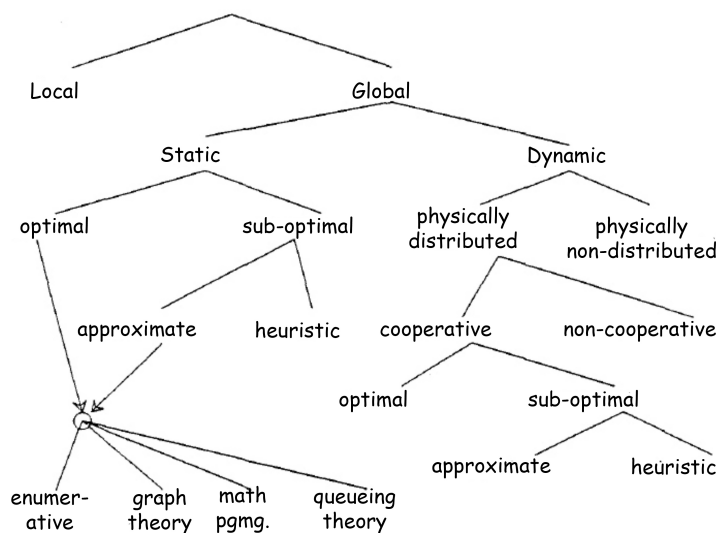 Local
Global
Static
Dynamic
optimal
sub-optimal
physically
distributed
physically
non-distributed
approximate
heuristic
cooperative
non-cooperative
optimal
sub-optimal
approximate
heuristic
enumer-
ative
graph
theory
math
pgmg.
queueing
theory